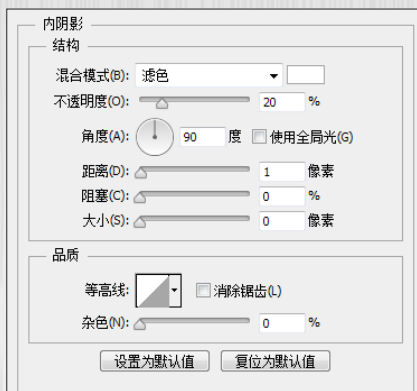 内阴影
结构
混合模式(B): 滤色
不透明度(O): 20 %
角度(A): 90 度 使用全局光(G)
距离(D): 1 像素
阻塞(C): 0 %
大小(S): 0 像素
品质
等高线: 消除锯齿(L)
杂色(N): 0 %
设置为默认值 复位为默认值